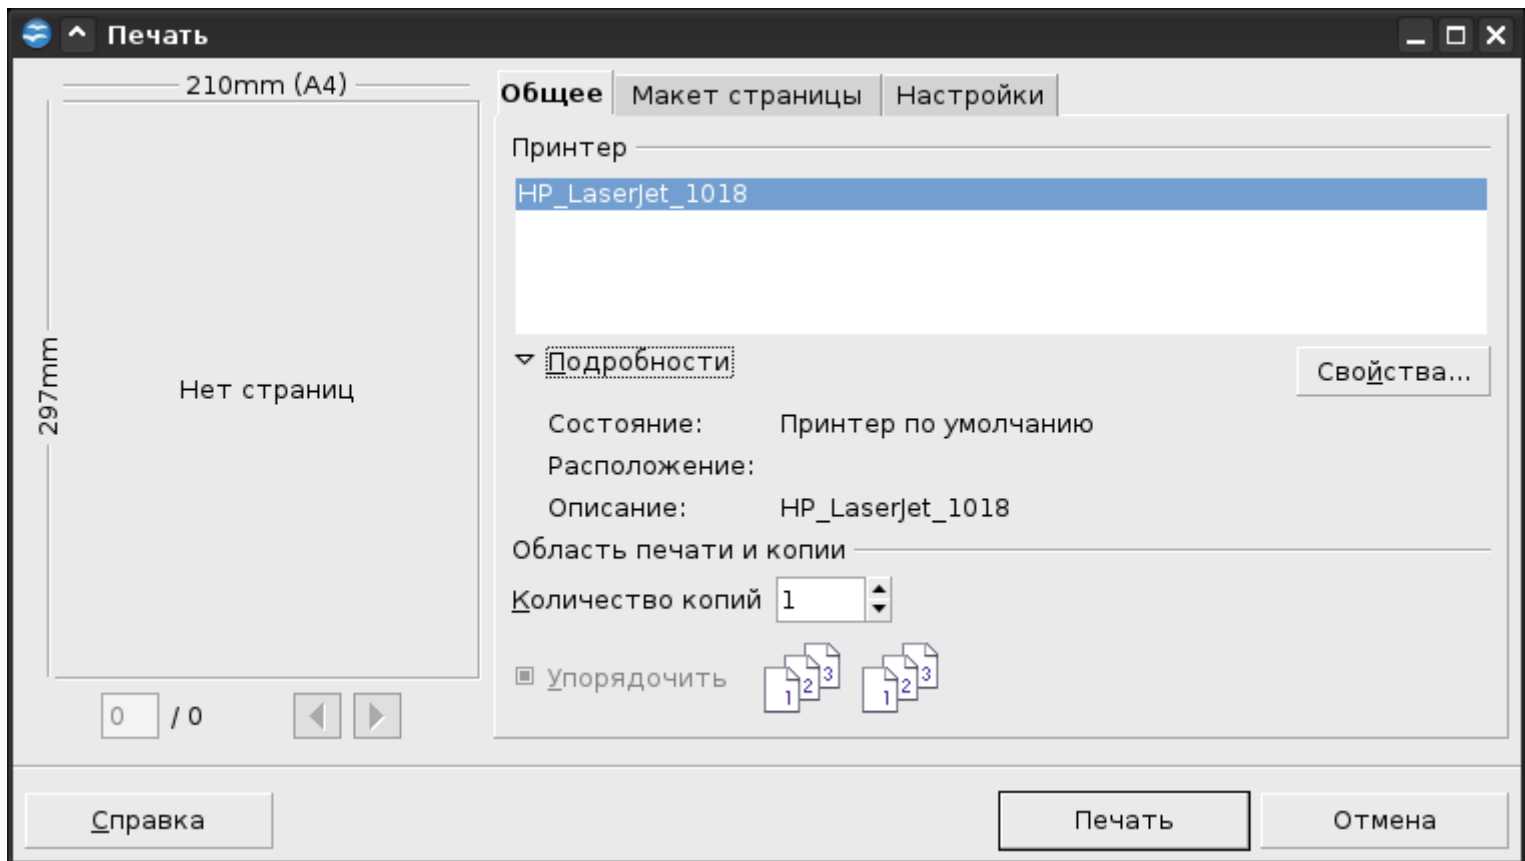 Печать
210mm (A4)
297mm
Нет страниц
0 / 0
Общее Макет страницы Настройки
Принтер
HP_LaserJet_1018
Подробности
Свойства...
Состояние: Принтер по умолчанию
Расположение:
Описание: HP_LaserJet_1018
Область печати и копии
Количество копий 1
Упорядочить 1 2 3 1 2 3
Справка Печать Отмена